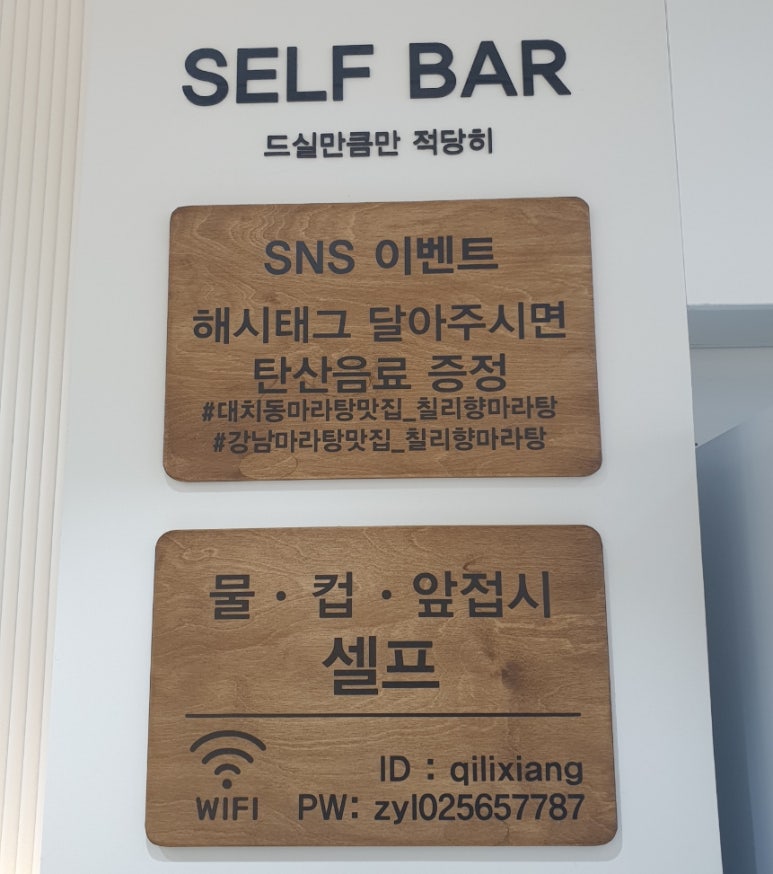 SELF BAR
드실만큼만 적당히
SNS 이벤트
해시태그 달아주시면
탄산음료 증정
#대치동마라탕맛집_칠리향마라탕
#강남마라탕맛집_칠리향마라탕
물・컵・앞접시
셀프
ID : qilixiang
WIFI PW: zyl025657787